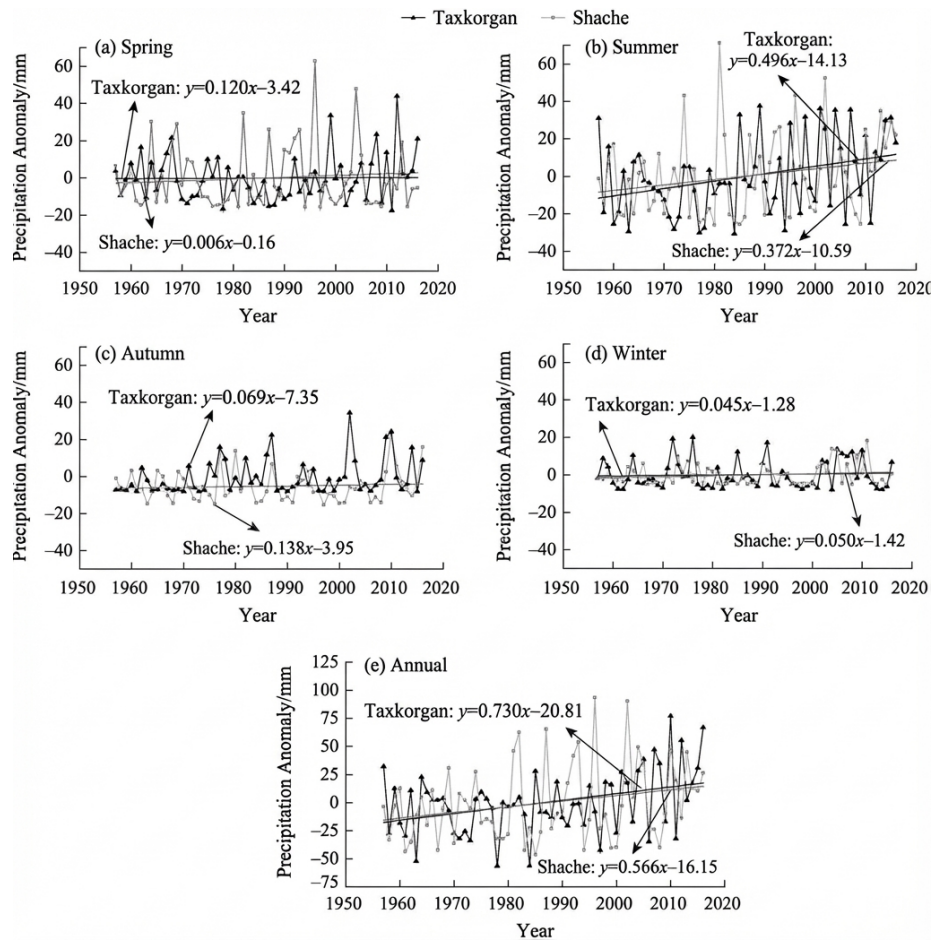 Taxkorgan Shache
(a) Spring
Precipitation Anomaly/mm
60
40
20
0
−20
−40
Taxkorgan: y=0.120x−3.42
Shache: y=0.006x−0.16
1950 1960 1970 1980 1990 2000 2010 2020
Year
(b) Summer
Precipitation Anomaly/mm
60
40
20
0
−20
−40
Taxkorgan:
y=0.496x−14.13
Shache:
y=0.372x−10.59
1950 1960 1970 1980 1990 2000 2010 2020
Year
(c) Autumn
Precipitation Anomaly/mm
60
40
20
0
−20
−40
Taxkorgan: y=0.069x−7.35
Shache: y=0.138x−3.95
1950 1960 1970 1980 1990 2000 2010 2020
Year
(d) Winter
Precipitation Anomaly/mm
60
40
20
0
−20
−40
Taxkorgan: y=0.045x−1.28
Shache: y=0.050x−1.42
1950 1960 1970 1980 1990 2000 2010 2020
Year
(e) Annual
Precipitation Anomaly/mm
125
100
75
50
25
0
−25
−50
−75
Taxkorgan: y=0.730x−20.81
Shache: y=0.566x−16.15
1950 1960 1970 1980 1990 2000 2010 2020
Year